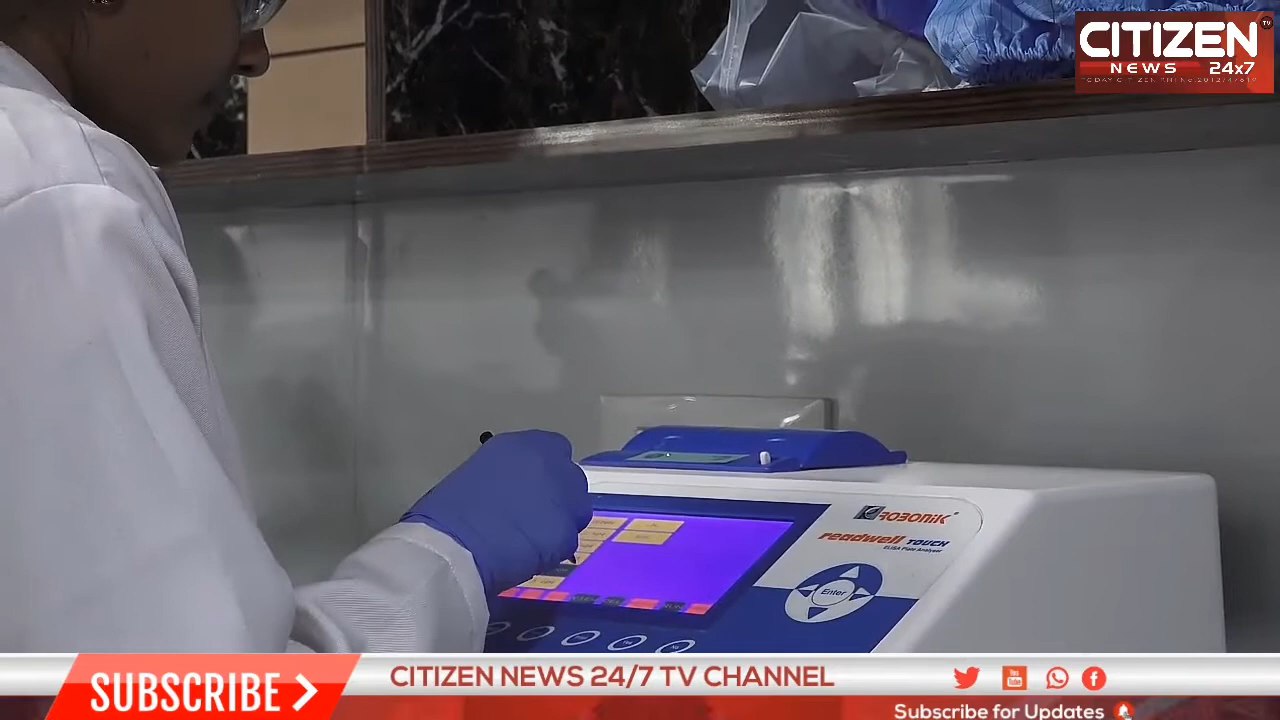 CITIZEN TV
NEWS 24x7
ROBONIK®
readwell TOUCH
ELISA Plate Analyser
Enter
SUBSCRIBE
CITIZEN NEWS 24/7 TV CHANNEL
Subscribe for Updates